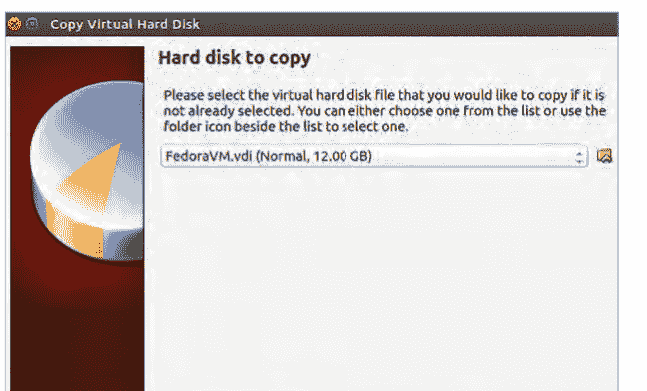 Copy Virtual Hard Disk
Hard disk to copy
Please select the virtual hard disk file that you would like to copy if it is
not already selected. You can either choose one from the list or use the
folder icon beside the list to select one.
FedoraVM.vdi (Normal, 12.00 GB)